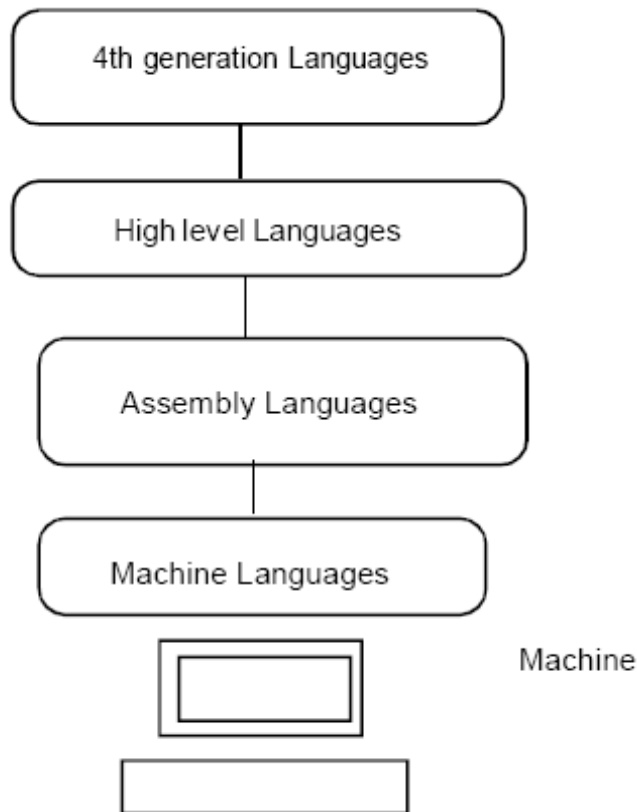 4th generation Languages
High level Languages
Assembly Languages
Machine Languages
Machine